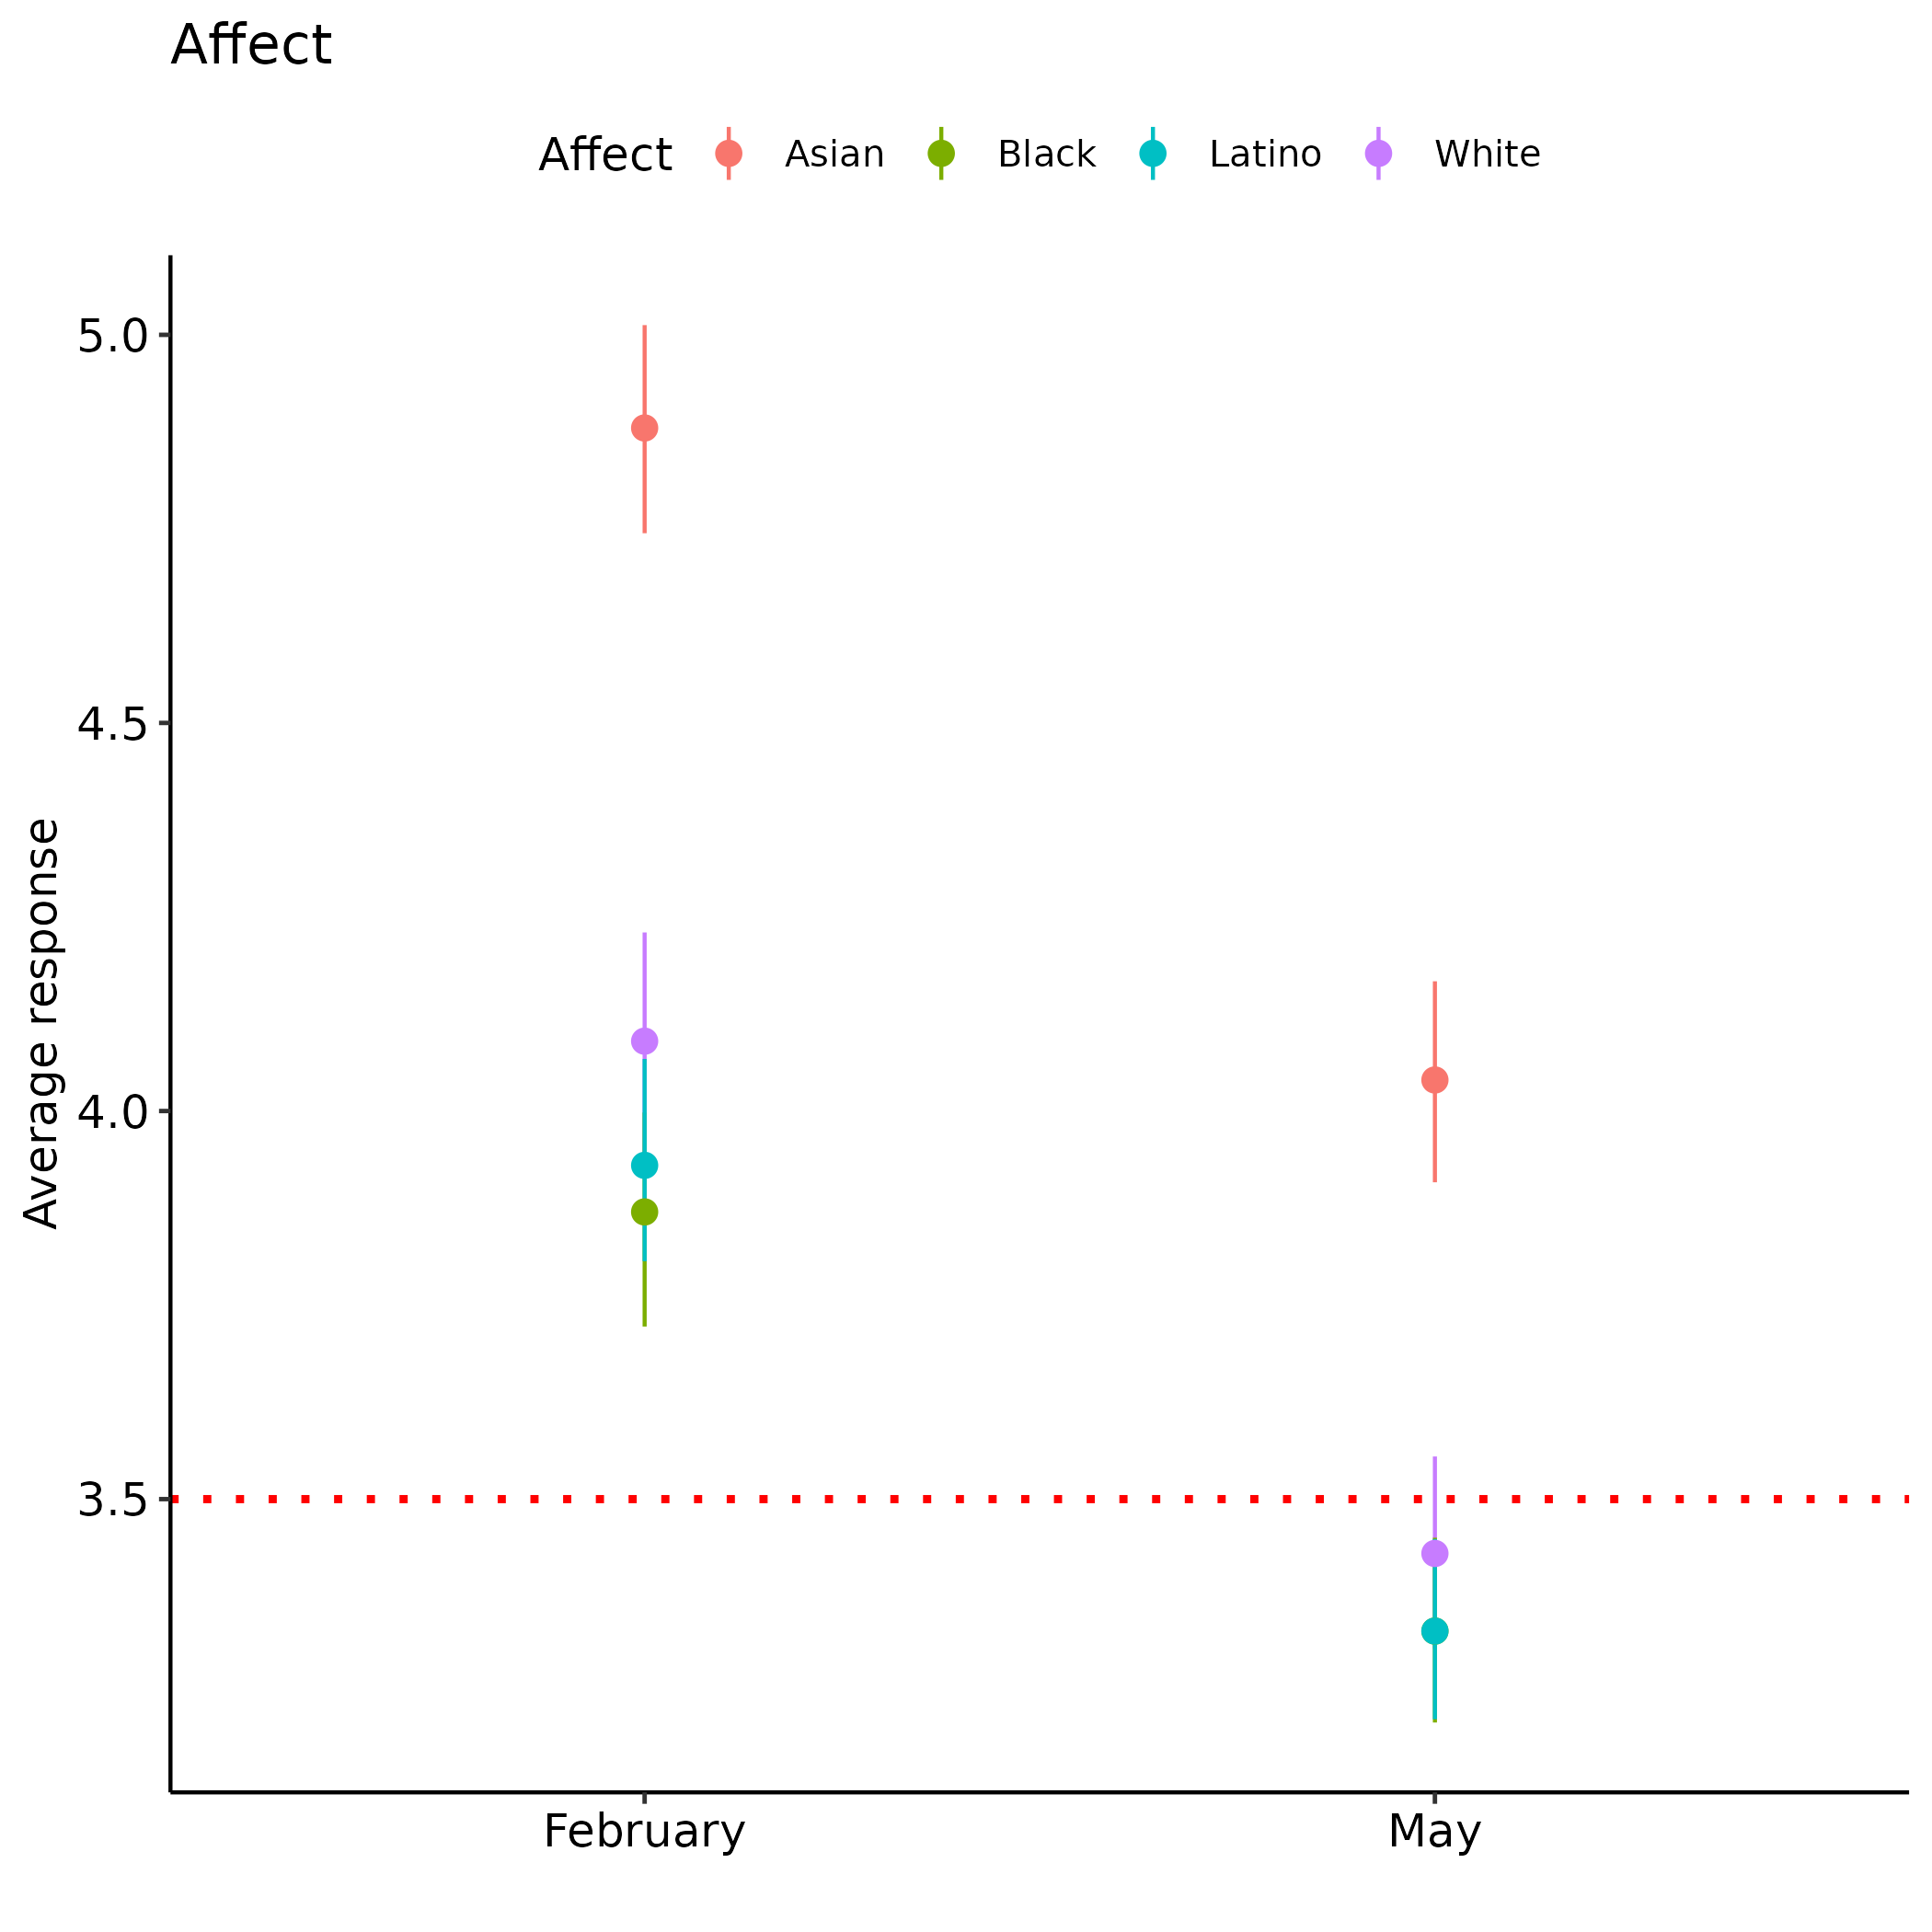 Affect
Affect Asian Black Latino White
5.0
4.5
4.0
3.5
Average response
February May